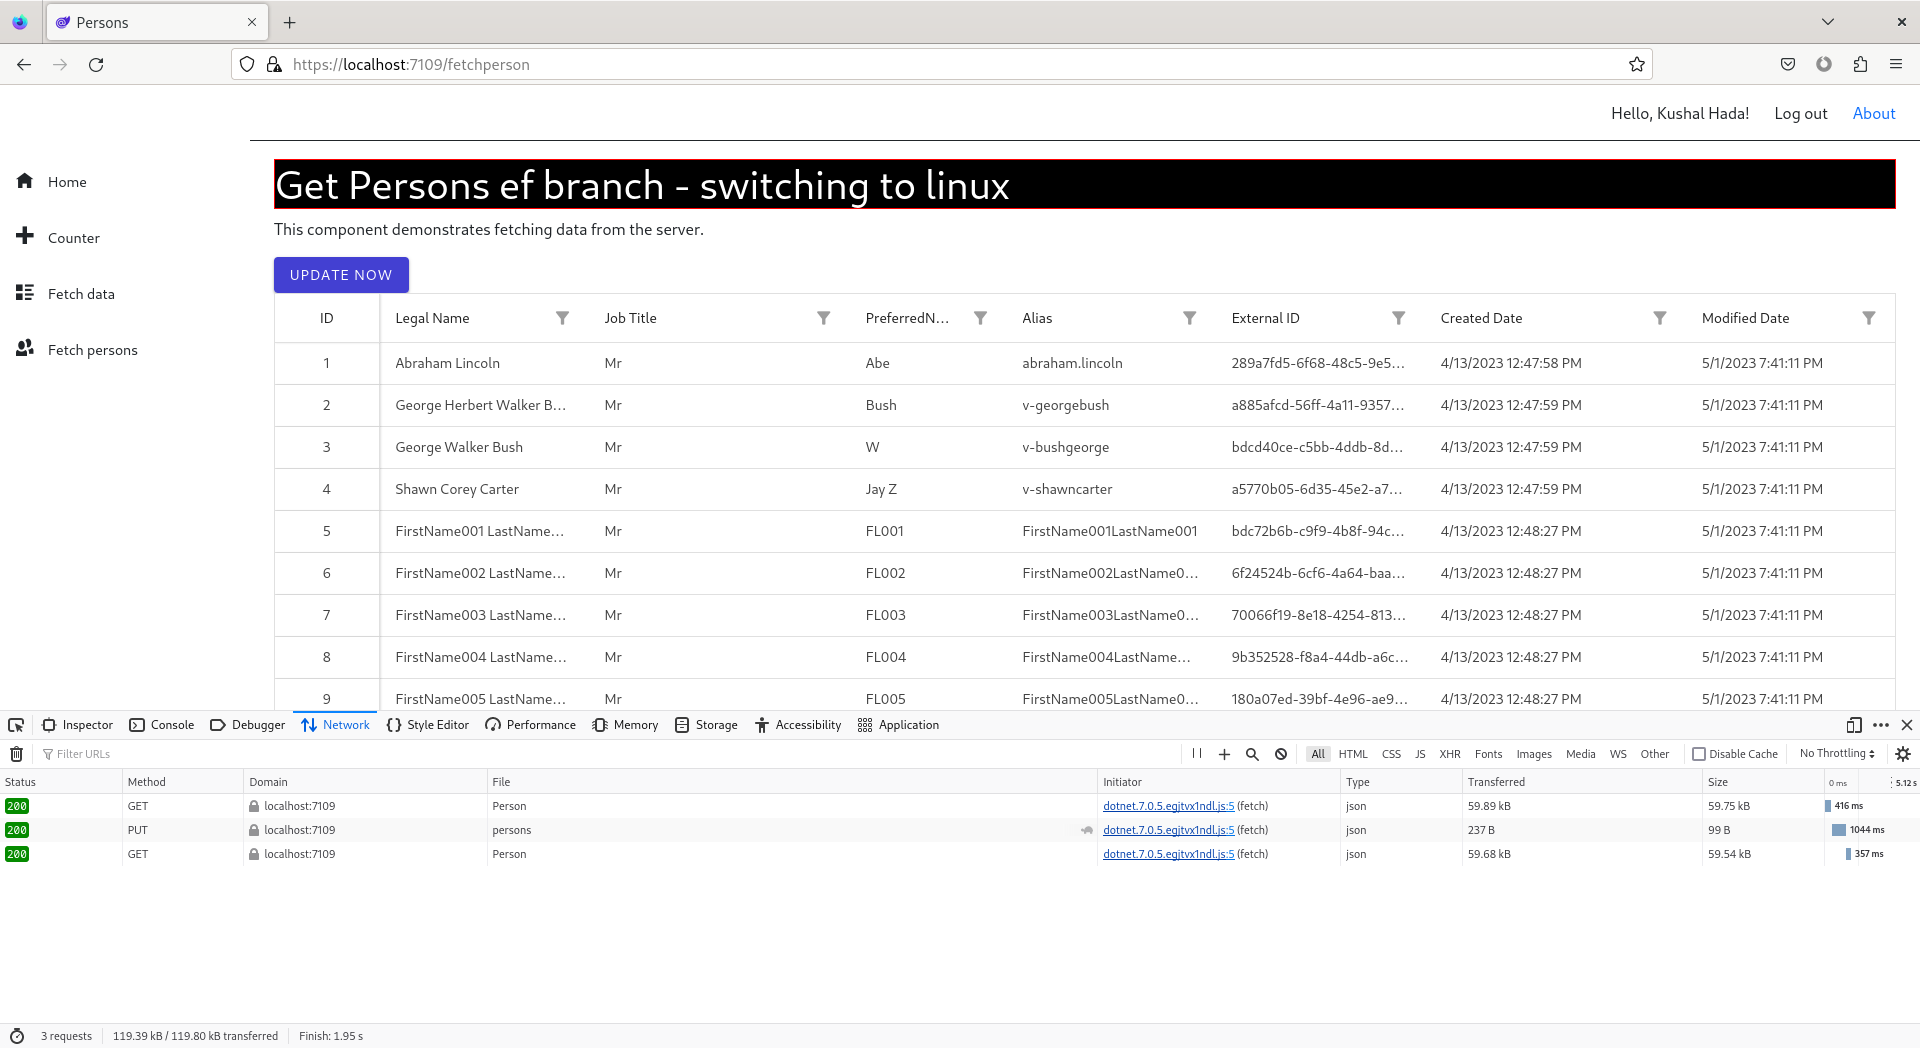 Persons
https://localhost:7109/fetchperson
Hello, Kushal Hada! Log out About
Home
Counter
Fetch data
Fetch persons
Get Persons ef branch - switching to linux
This component demonstrates fetching data from the server.
UPDATE NOW
ID Legal Name Job Title PreferredN... Alias External ID Created Date Modified Date
1 Abraham Lincoln Mr Abe abraham.lincoln 289a7fd5-6f68-48c5-9e5... 4/13/2023 12:47:58 PM 5/1/2023 7:41:11 PM
2 George Herbert Walker B... Mr Bush v-georgebush a885afcd-56ff-4a11-9357... 4/13/2023 12:47:59 PM 5/1/2023 7:41:11 PM
3 George Walker Bush Mr W v-bushgeorge bdcd40ce-c5bb-4ddb-8d... 4/13/2023 12:47:59 PM 5/1/2023 7:41:11 PM
4 Shawn Corey Carter Mr Jay Z v-shawncarter a5770b05-6d35-45e2-a7... 4/13/2023 12:47:59 PM 5/1/2023 7:41:11 PM
5 FirstName001 LastName... Mr FL001 FirstName001LastName001 bdc72b6b-c9f9-4b8f-94c... 4/13/2023 12:48:27 PM 5/1/2023 7:41:11 PM
6 FirstName002 LastName... Mr FL002 FirstName002LastName0... 6f24524b-6cf6-4a64-baa... 4/13/2023 12:48:27 PM 5/1/2023 7:41:11 PM
7 FirstName003 LastName... Mr FL003 FirstName003LastName0... 70066f19-8e18-4254-813... 4/13/2023 12:48:27 PM 5/1/2023 7:41:11 PM
8 FirstName004 LastName... Mr FL004 FirstName004LastName... 9b352528-f8a4-44db-a6c... 4/13/2023 12:48:27 PM 5/1/2023 7:41:11 PM
9 FirstName005 LastName... Mr FL005 FirstName005LastName0... 180a07ed-39bf-4e96-ae9... 4/13/2023 12:48:27 PM 5/1/2023 7:41:11 PM
Inspector Console Debugger Network Style Editor Performance Memory Storage Accessibility Application
Filter URLs All HTML CSS JS XHR Fonts Images Media WS Other Disable Cache No Throttling
Status Method Domain File Initiator Type Transferred Size 0 ms 5.12 s
200 GET localhost:7109 Person dotnet.7.0.5.egjtvx1ndl.js:5 (fetch) json 59.89 kB 59.75 kB 416 ms
200 PUT localhost:7109 persons dotnet.7.0.5.egjtvx1ndl.js:5 (fetch) json 237 B 99 B 1044 ms
200 GET localhost:7109 Person dotnet.7.0.5.egjtvx1ndl.js:5 (fetch) json 59.68 kB 59.54 kB 357 ms
3 requests 119.39 kB / 119.80 kB transferred Finish: 1.95 s